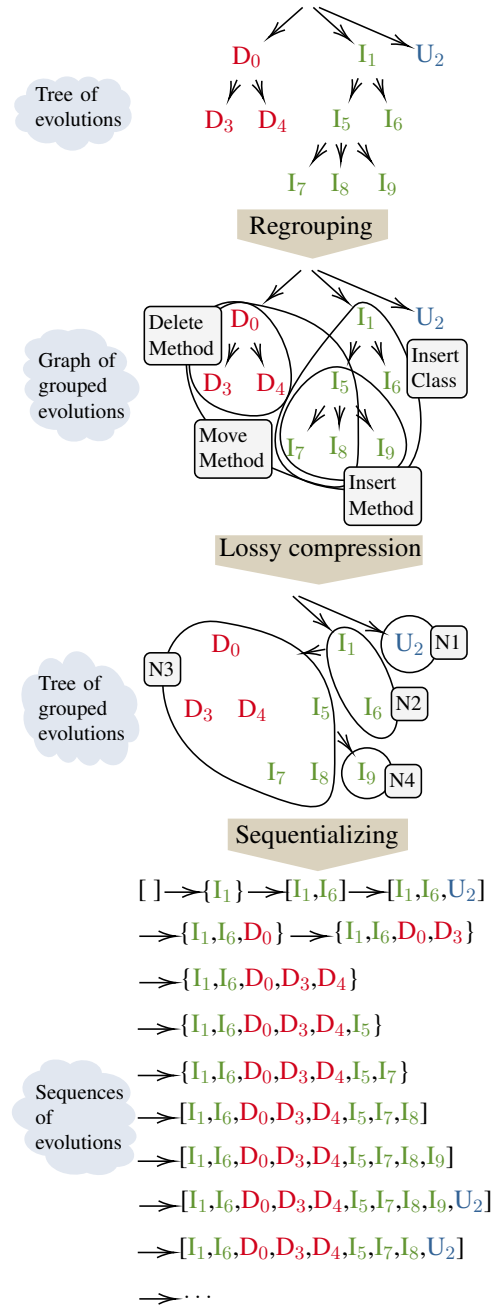 D₀ I₁ U₂
Tree of
evolutions
D₃ D₄ I₅ I₆
I₇ I₈ I₉
Regrouping
Delete
Method
D₀ I₁ U₂
Graph of
grouped
evolutions
Insert
Class
D₃ D₄ I₅ I₆
Move
Method
I₇ I₈ I₉
Insert
Method
Lossy compression
D₀ I₁ U₂ N1
N3
Tree of
grouped
evolutions
D₃ D₄ I₅ I₆ N2
I₇ I₈ I₉ N4
Sequentializing
[ ] → {I₁} → [I₁,I₆] → [I₁,I₆,U₂]
→ {I₁,I₆,D₀} → {I₁,I₆,D₀,D₃}
→ {I₁,I₆,D₀,D₃,D₄}
→ {I₁,I₆,D₀,D₃,D₄,I₅}
→ {I₁,I₆,D₀,D₃,D₄,I₅,I₇}
Sequences
of
evolutions
→ [I₁,I₆,D₀,D₃,D₄,I₅,I₇,I₈]
→ [I₁,I₆,D₀,D₃,D₄,I₅,I₇,I₈,I₉]
→ [I₁,I₆,D₀,D₃,D₄,I₅,I₇,I₈,I₉,U₂]
→ [I₁,I₆,D₀,D₃,D₄,I₅,I₇,I₈,U₂]
→ · · ·